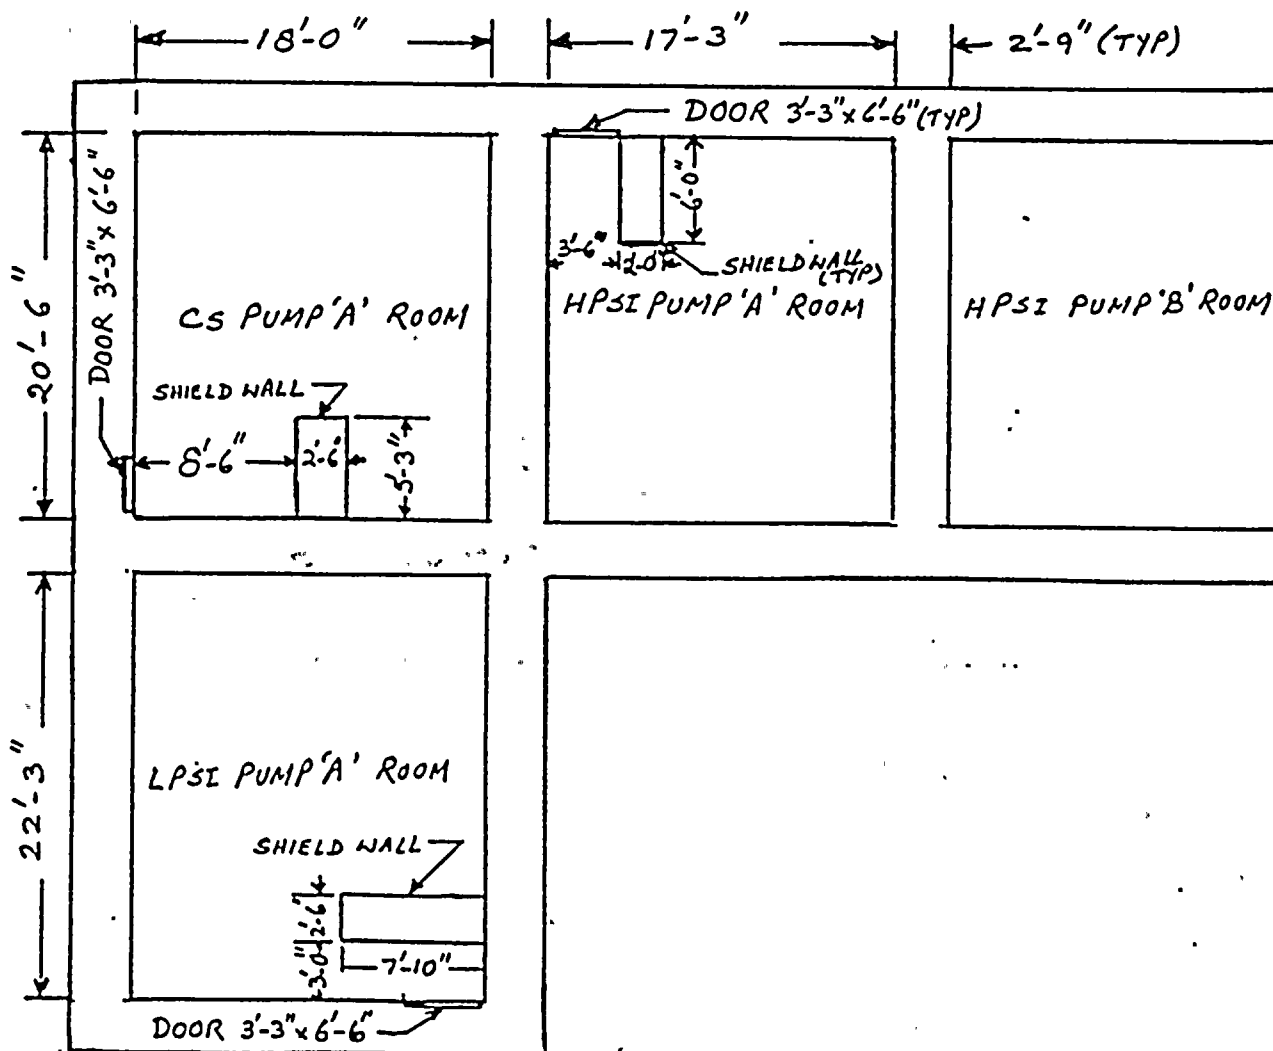 18'-0"
17'-3"
2'-9" (TYP)
DOOR 3'-3" x 6'-6" (TYP)
20'-6"
DOOR 3'-3" x 6'-6"
6'-0"
3'-6"
2'-0"
SHIELD WALL
(TYP)
CS PUMP 'A' ROOM
HPSI PUMP 'A' ROOM
HPSI PUMP 'B' ROOM
SHIELD WALL
8'-6"
2'-6"
5'-3"
22'-3"
LPSI PUMP 'A' ROOM
SHIELD WALL
2'-6"
3'-0"
7'-10"
DOOR 3'-3" x 6'-6"